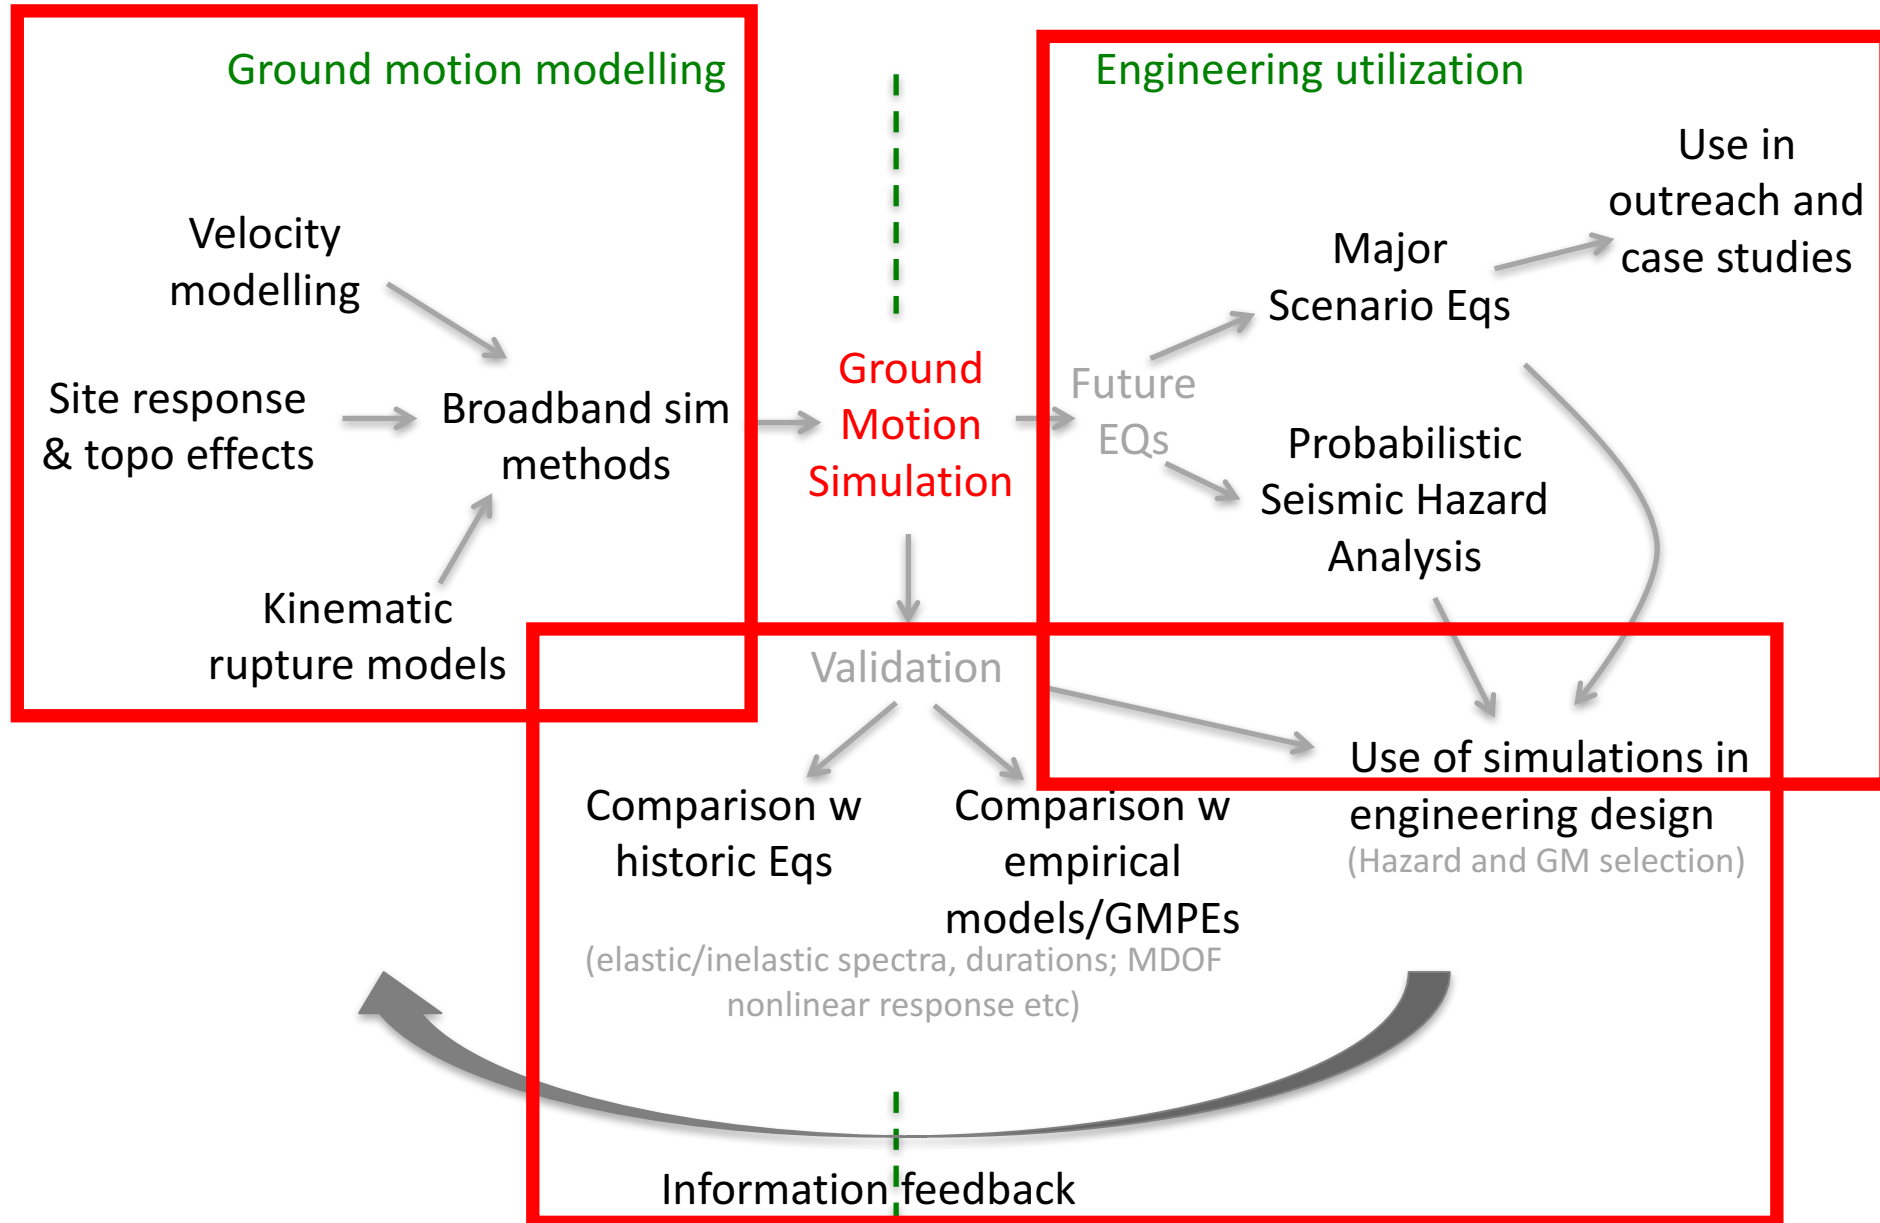 Ground motion modelling
Engineering utilization
Velocity
modelling
Site response
& topo effects
Broadband sim
methods
Kinematic
rupture models
Ground
Motion
Simulation
Future
EQs
Major
Scenario Eqs
Use in
outreach and
case studies
Probabilistic
Seismic Hazard
Analysis
Validation
Comparison w
historic Eqs
Comparison w
empirical
models/GMPEs
(elastic/inelastic spectra, durations; MDOF
nonlinear response etc)
Use of simulations in
engineering design
(Hazard and GM selection)
Information feedback